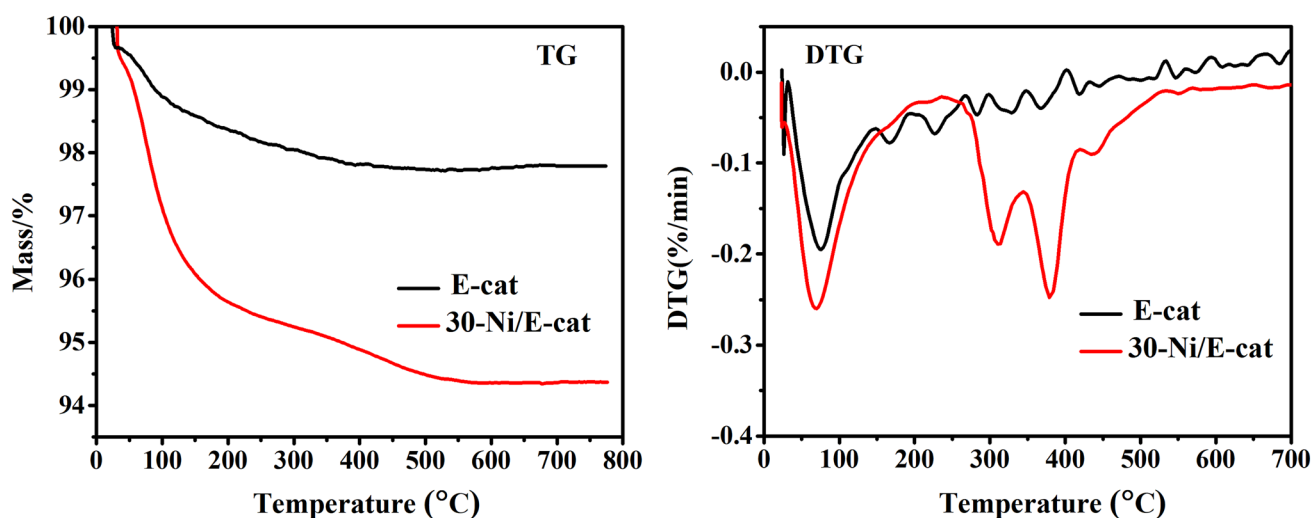 TG
100
99
98
97
96
95
94
Mass/%
E-cat
30-Ni/E-cat
0 100 200 300 400 500 600 700 800
Temperature (°C)
DTG
0.0
-0.1
-0.2
-0.3
-0.4
DTG(%/min)
E-cat
30-Ni/E-cat
0 100 200 300 400 500 600 700
Temperature (°C)